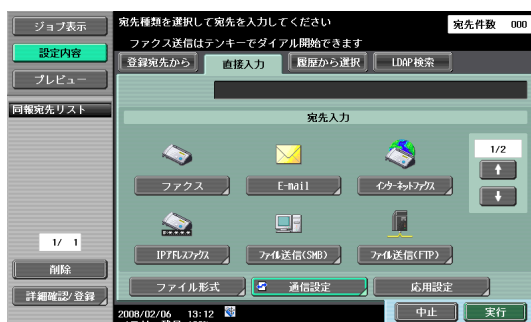 ジョブ表示
設定内容
プレビュー
同報宛先リスト
1/ 1
削除
詳細確認/登録
宛先種類を選択して宛先を入力してください
ファクス送信はテンキーでダイアル開始できます
宛先件数 000
登録宛先から
直接入力
履歴から選択
LDAP検索
宛先入力
ファクス
E-mail
インターネットファクス
1/2
IPアドレスファクス
ファイル送信(SMB)
ファイル送信(FTP)
ファイル形式
通信設定
応用設定
2008/02/06 13:12
中止
実行